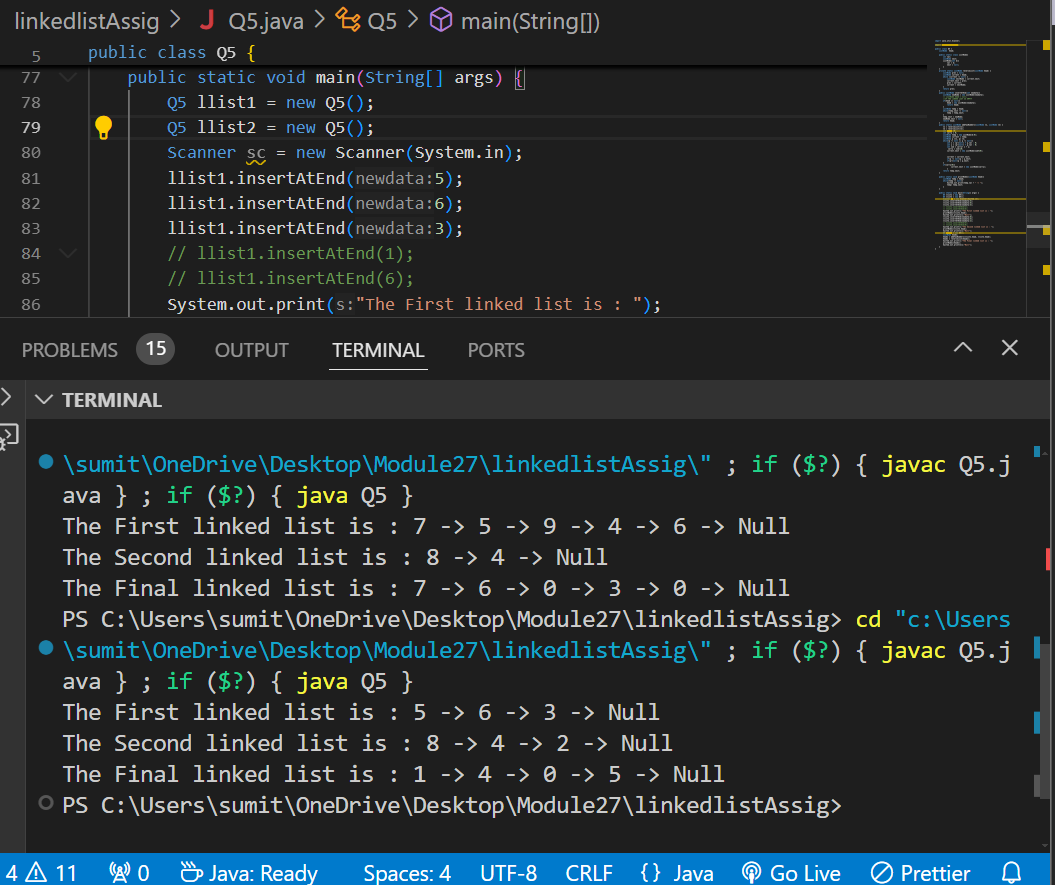 linkedlistAssig > J Q5.java > Q5 > main(String[])
5 public class Q5 {
77 public static void main(String[] args) {
78 Q5 llist1 = new Q5();
79 Q5 llist2 = new Q5();
80 Scanner sc = new Scanner(System.in);
81 llist1.insertAtEnd(newdata:5);
82 llist1.insertAtEnd(newdata:6);
83 llist1.insertAtEnd(newdata:3);
84 // llist1.insertAtEnd(1);
85 // llist1.insertAtEnd(6);
86 System.out.print(s:"The First linked list is : ");
PROBLEMS 15 OUTPUT TERMINAL PORTS
TERMINAL
\sumit\OneDrive\Desktop\Module27\linkedlistAssig\" ; if ($?) { javac Q5.j
ava } ; if ($?) { java Q5 }
The First linked list is : 7 -> 5 -> 9 -> 4 -> 6 -> Null
The Second linked list is : 8 -> 4 -> Null
The Final linked list is : 7 -> 6 -> 0 -> 3 -> 0 -> Null
PS C:\Users\sumit\OneDrive\Desktop\Module27\linkedlistAssig> cd "c:\Users
\sumit\OneDrive\Desktop\Module27\linkedlistAssig\" ; if ($?) { javac Q5.j
ava } ; if ($?) { java Q5 }
The First linked list is : 5 -> 6 -> 3 -> Null
The Second linked list is : 8 -> 4 -> 2 -> Null
The Final linked list is : 1 -> 4 -> 0 -> 5 -> Null
PS C:\Users\sumit\OneDrive\Desktop\Module27\linkedlistAssig>
4 11 0 Java: Ready Spaces: 4 UTF-8 CRLF {} Java Go Live Prettier